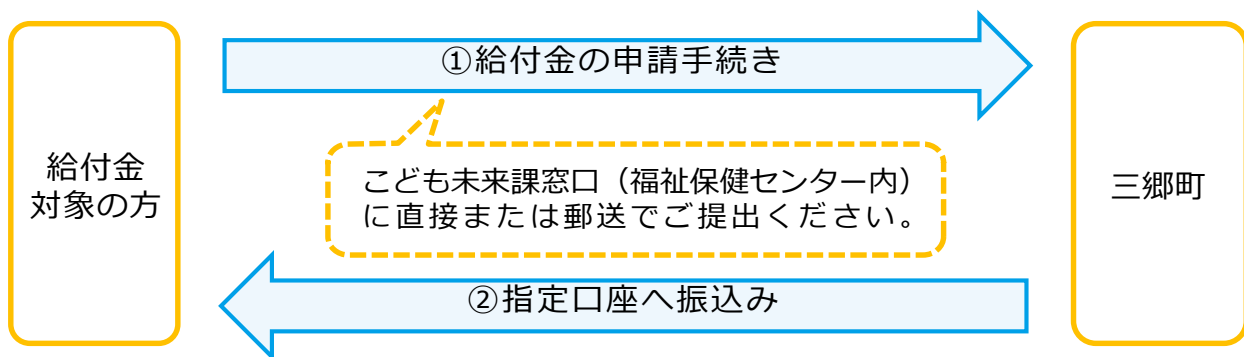 ①給付金の申請手続き
給付金
対象の方
こども未来課窓口（福祉保健センター内）
に直接または郵送でご提出ください。
三郷町
②指定口座へ振込み